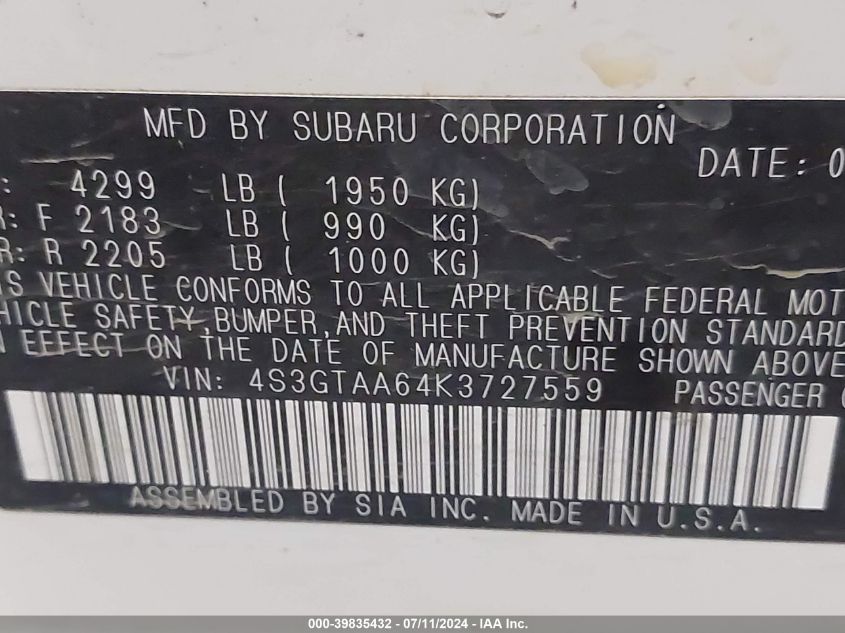 MFD BY SUBARU CORPORATION
DATE: 0
: 4299 LB ( 1950 KG)
R: F 2183 LB ( 990 KG)
R: R 2205 LB ( 1000 KG)
IS VEHICLE CONFORMS TO ALL APPLICABLE FEDERAL MOT
HICLE SAFETY,BUMPER,AND THEFT PREVENTION STANDARD
N EFFECT ON THE DATE OF MANUFACTURE SHOWN ABOVE
VIN: 4S3GTAA64K3727559 PASSENGER
ASSEMBLED BY SIA INC. MADE IN U.S.A.
000-39835432 - 07/11/2024 - IAA Inc.